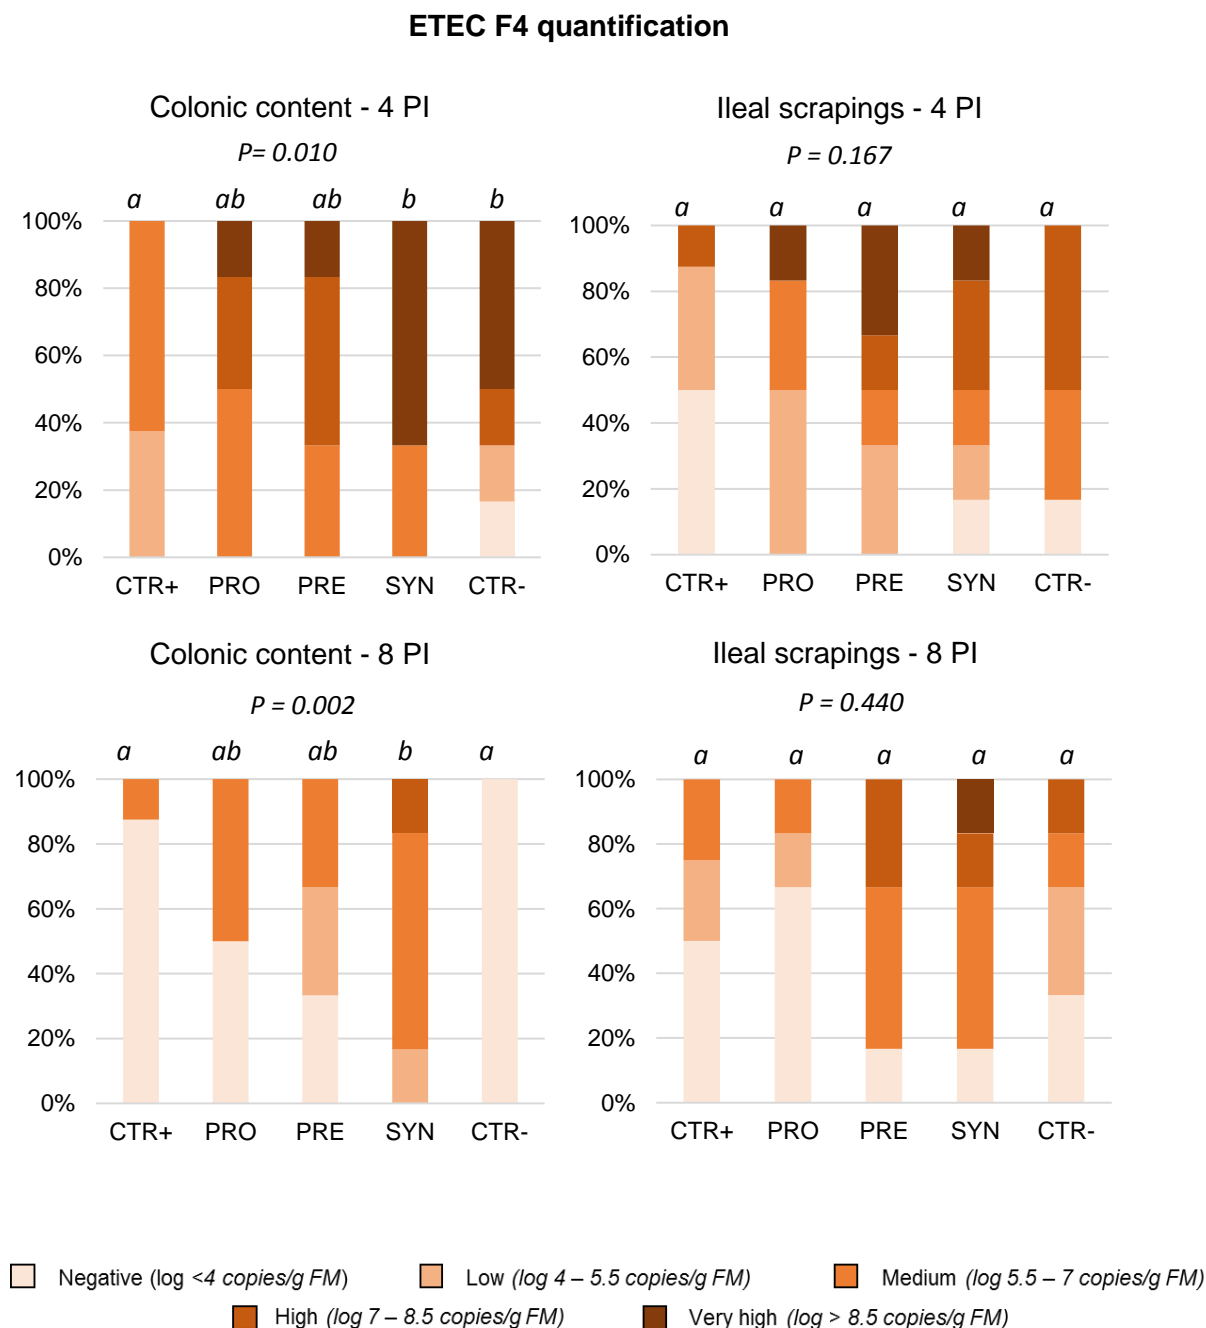 ETEC F4 quantification
Colonic content - 4 PI
P= 0.010
a ab ab b b
100%
80%
60%
40%
20%
0%
CTR+ PRO PRE SYN CTR-
Ileal scrapings - 4 PI
P = 0.167
a a a a a
100%
80%
60%
40%
20%
0%
CTR+ PRO PRE SYN CTR-
Colonic content - 8 PI
P = 0.002
a ab ab b a
100%
80%
60%
40%
20%
0%
CTR+ PRO PRE SYN CTR-
Ileal scrapings - 8 PI
P = 0.440
a a a a a
100%
80%
60%
40%
20%
0%
CTR+ PRO PRE SYN CTR-
Negative (log <4 copies/g FM) Low (log 4 – 5.5 copies/g FM) Medium (log 5.5 – 7 copies/g FM)
High (log 7 – 8.5 copies/g FM) Very high (log > 8.5 copies/g FM)